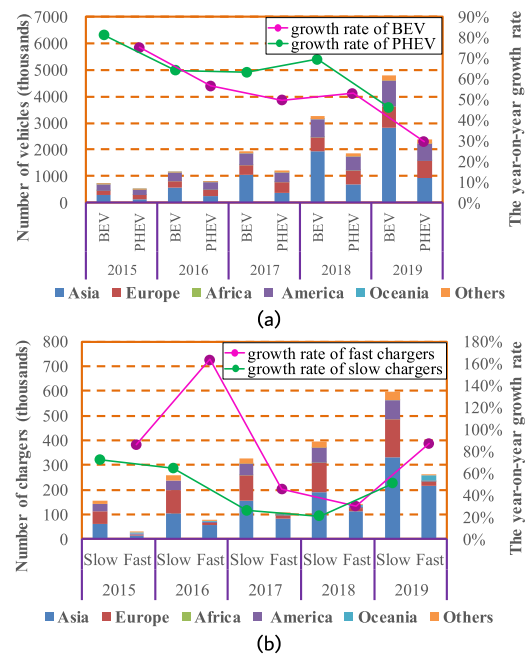 7000
6000
5000
4000
3000
2000
1000
0
Number of vehicles (thousands)
growth rate of BEV
growth rate of PHEV
90%
80%
70%
60%
50%
40%
30%
20%
10%
0%
The year-on-year growth rate
BEV PHEV BEV PHEV BEV PHEV BEV PHEV BEV PHEV
2015 2016 2017 2018 2019
Asia Europe Africa America Oceania Others
(a)
800
700
600
500
400
300
200
100
0
Number of chargers (thousands)
growth rate of fast chargers
growth rate of slow chargers
180%
160%
140%
120%
100%
80%
60%
40%
20%
0%
The year-on-year growth rate
Slow Fast Slow Fast Slow Fast Slow Fast Slow Fast
2015 2016 2017 2018 2019
Asia Europe Africa America Oceania Others
(b)